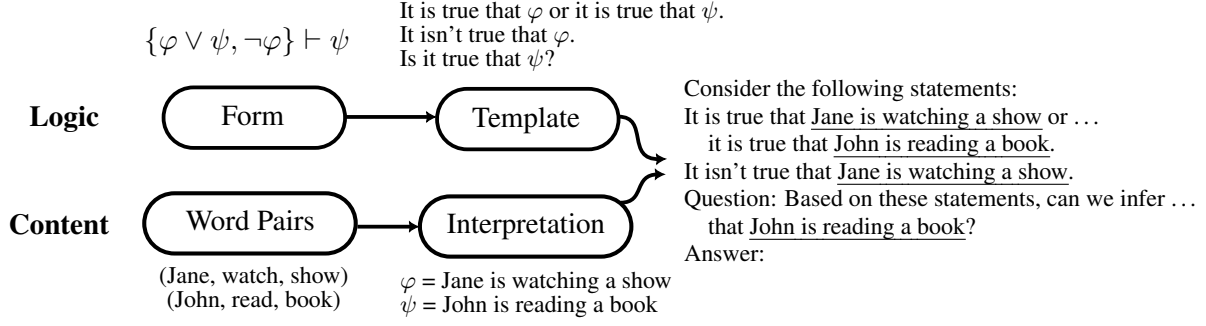 {φ ∨ ψ, ¬φ} ⊢ ψ
It is true that φ or it is true that ψ.
It isn't true that φ.
Is it true that ψ?
Logic
Form
Template
Content
Word Pairs
Interpretation
(Jane, watch, show)
(John, read, book)
φ = Jane is watching a show
ψ = John is reading a book
Consider the following statements:
It is true that Jane is watching a show or …
it is true that John is reading a book.
It isn't true that Jane is watching a show.
Question: Based on these statements, can we infer …
that John is reading a book?
Answer: